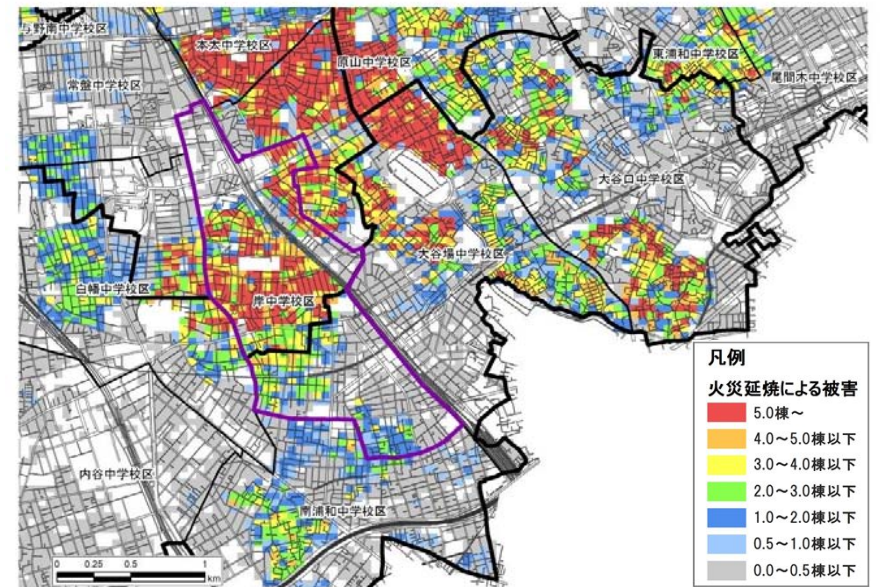 与野南中学校区
本太中学校区
原山中学校区
東浦和中学校区
尾間木中学校区
常盤中学校区
大谷口中学校区
大谷場中学校区
白幡中学校区
岸中学校区
内谷中学校区
南浦和中学校区
凡例
火災延焼による被害
5.0棟～
4.0～5.0棟以下
3.0～4.0棟以下
2.0～3.0棟以下
1.0～2.0棟以下
0.5～1.0棟以下
0.0～0.5棟以下
0 0.25 0.5 1
km